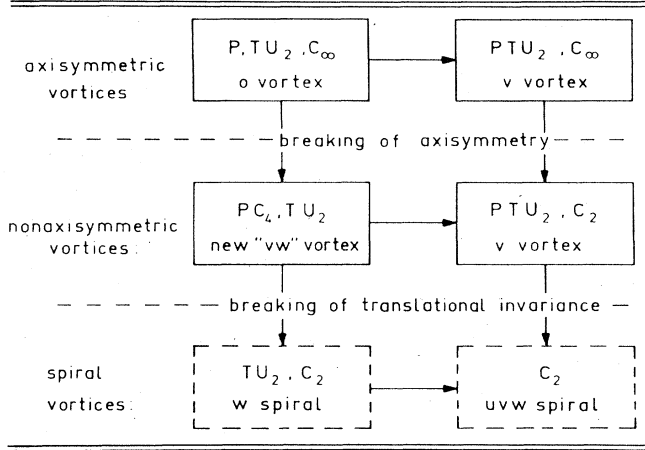 axisymmetric vortices
P, TU₂, C∞
o vortex
PTU₂, C∞
v vortex
breaking of axisymmetry
nonaxisymmetric vortices:
PC₄, TU₂
new "vw" vortex
PTU₂, C₂
v vortex
breaking of translational invariance
spiral vortices:
TU₂, C₂
w spiral
C₂
uvw spiral